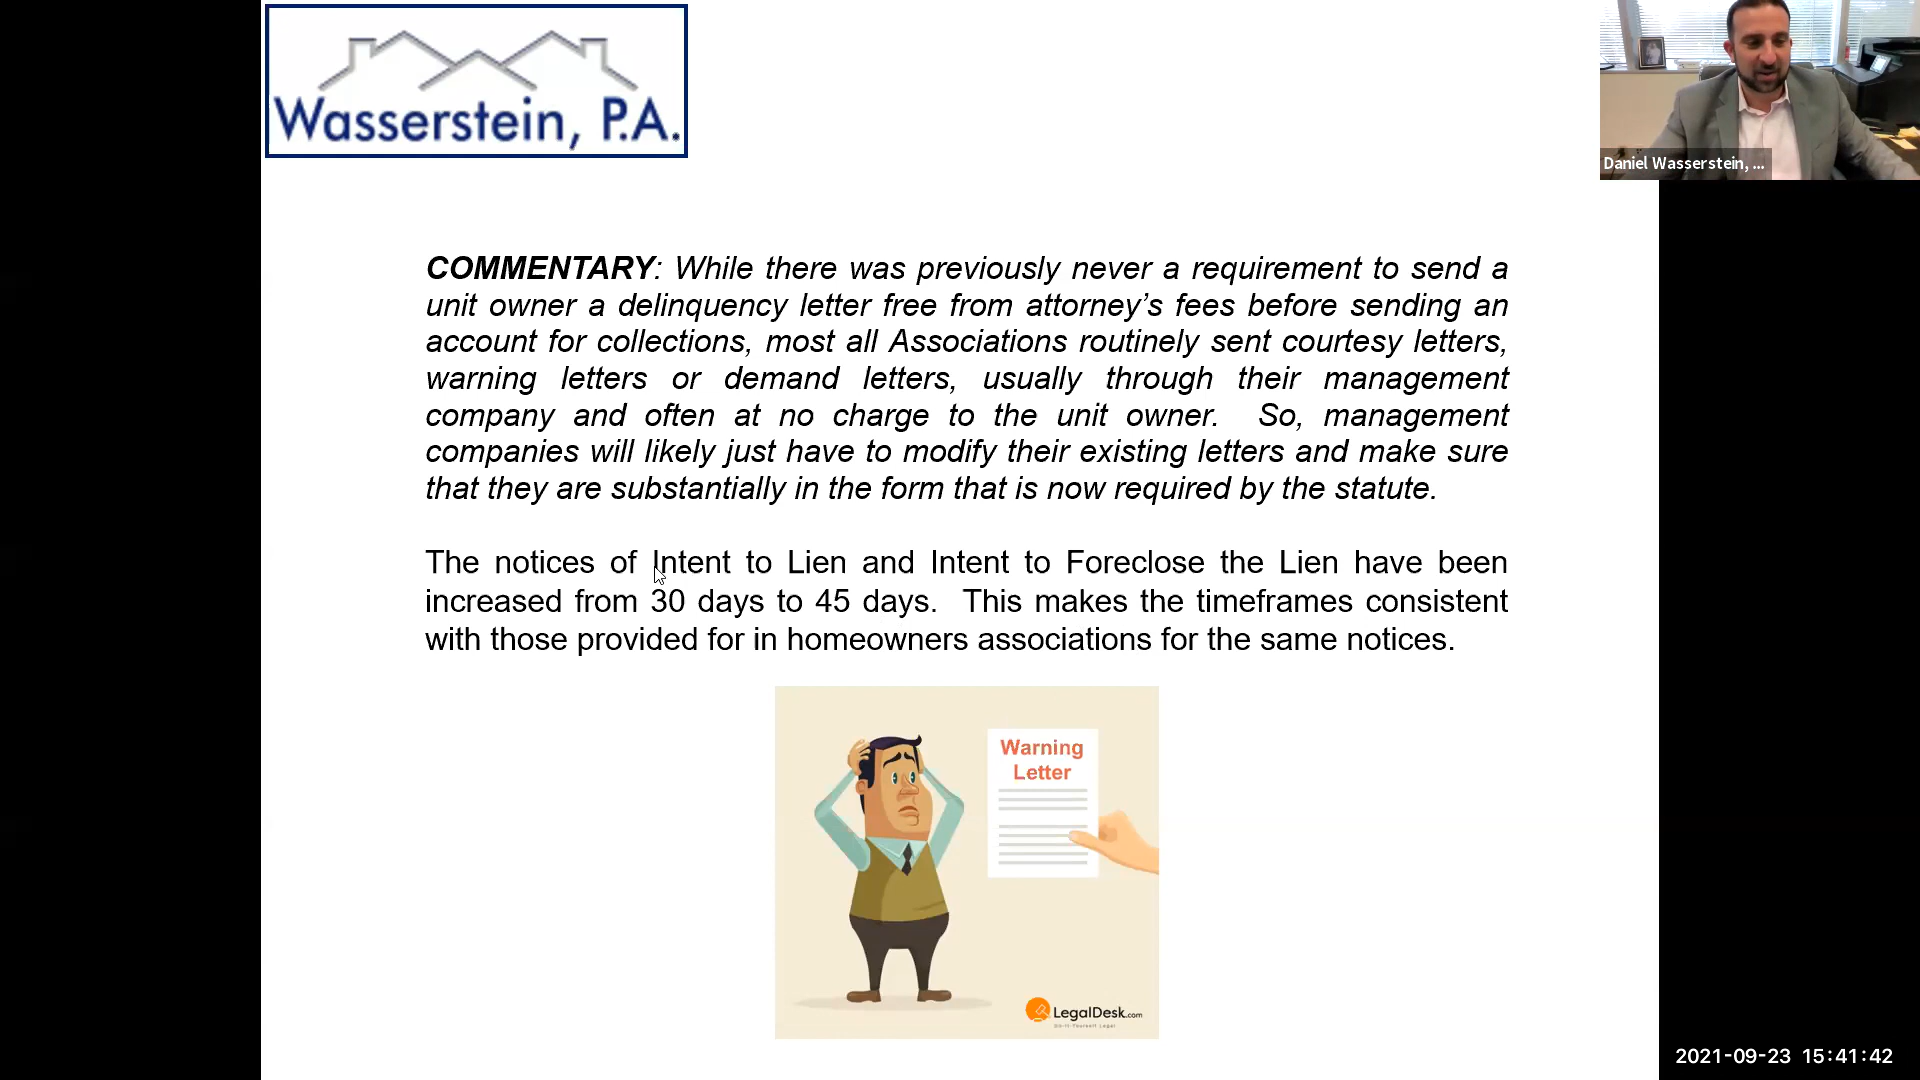 Wasserstein, P.A.
Daniel Wasserstein, ...
COMMENTARY: While there was previously never a requirement to send a
unit owner a delinquency letter free from attorney’s fees before sending an
account for collections, most all Associations routinely sent courtesy letters,
warning letters or demand letters, usually through their management
company and often at no charge to the unit owner. So, management
companies will likely just have to modify their existing letters and make sure
that they are substantially in the form that is now required by the statute.
The notices of Intent to Lien and Intent to Foreclose the Lien have been
increased from 30 days to 45 days. This makes the timeframes consistent
with those provided for in homeowners associations for the same notices.
Warning
Letter
LegalDesk.com
Do-It-Yourself Legal
2021-09-23 15:41:42